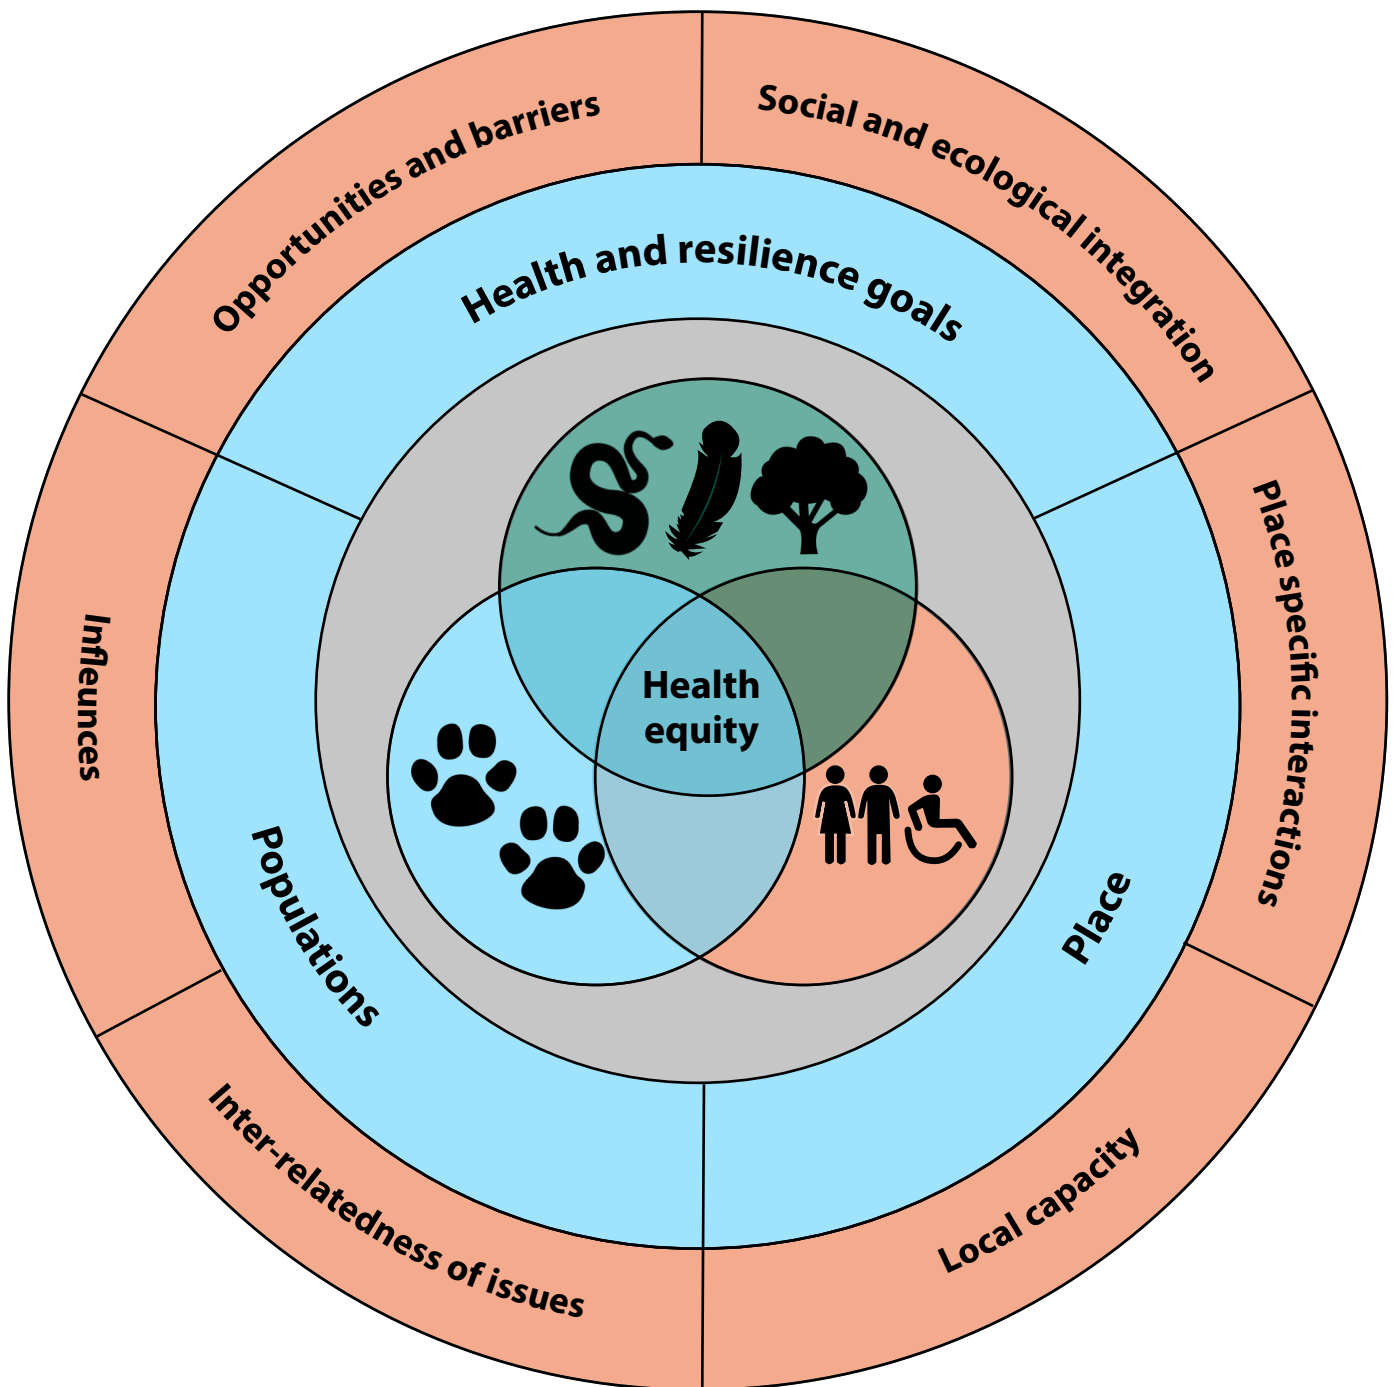 Opportunities and barriers
Social and ecological integration
Health and resilience goals
Place specific interactions
Infleunces
Health
equity
Populations
Place
Inter-relatedness of issues
Local capacity